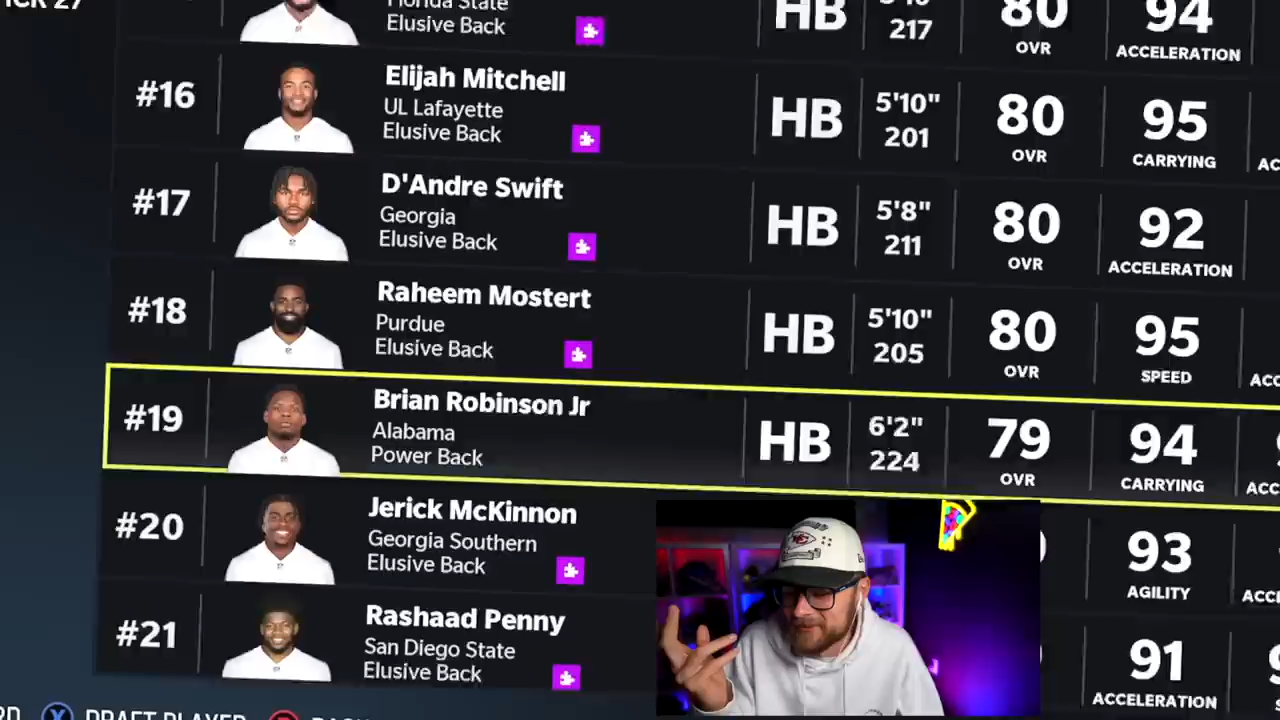 Florida State
Elusive Back
HB
217
80
OVR
94
ACCELERATION
#16
Elijah Mitchell
UL Lafayette
Elusive Back
HB
5'10"
201
80
OVR
95
CARRYING
#17
D'Andre Swift
Georgia
Elusive Back
HB
5'8"
211
80
OVR
92
ACCELERATION
#18
Raheem Mostert
Purdue
Elusive Back
HB
5'10"
205
80
OVR
95
SPEED
#19
Brian Robinson Jr
Alabama
Power Back
HB
6'2"
224
79
OVR
94
CARRYING
#20
Jerick McKinnon
Georgia Southern
Elusive Back
93
AGILITY
#21
Rashaad Penny
San Diego State
Elusive Back
91
ACCELERATION
X DRAFT PLAYER